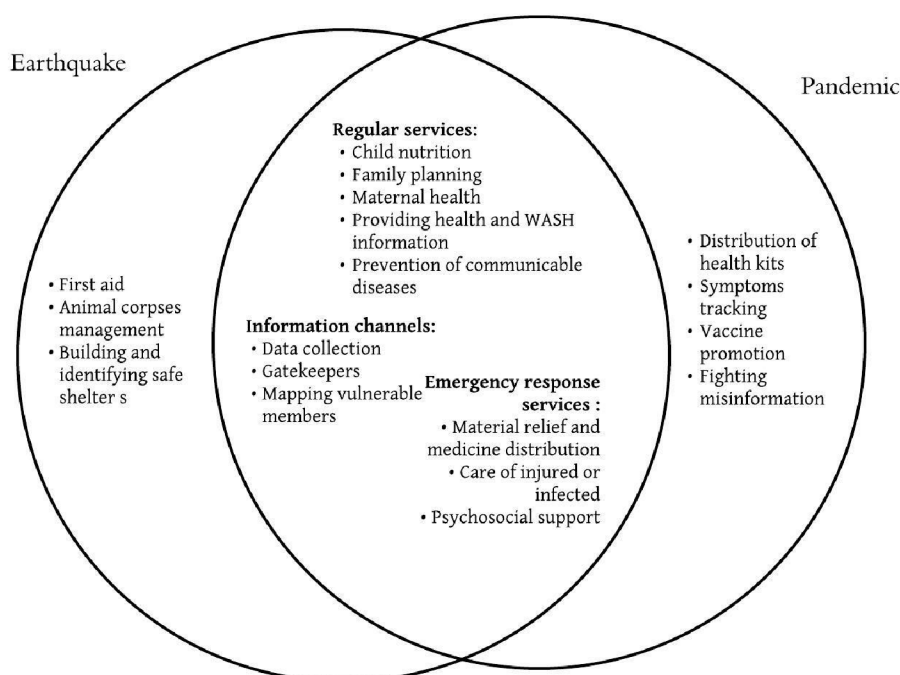 Earthquake
Pandemic
Regular services:
• Child nutrition
• Family planning
• Maternal health
• Providing health and WASH
information
• Prevention of communicable
diseases
• First aid
• Animal corpses
management
• Building and
identifying safe
shelter s
Information channels:
• Data collection
• Gatekeepers
• Mapping vulnerable
members
Emergency response
services :
• Material relief and
medicine distribution
• Care of injured or
infected
• Psychosocial support
• Distribution of
health kits
• Symptoms
tracking
• Vaccine
promotion
• Fighting
misinformation